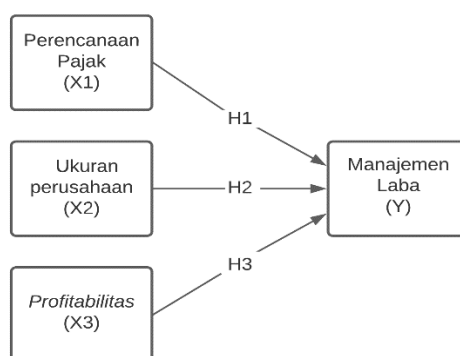 Perencanaan
Pajak
(X1)
H1
Ukuran
perusahaan
(X2)
H2
Manajemen
Laba
(Y)
H3
Profitabilitas
(X3)